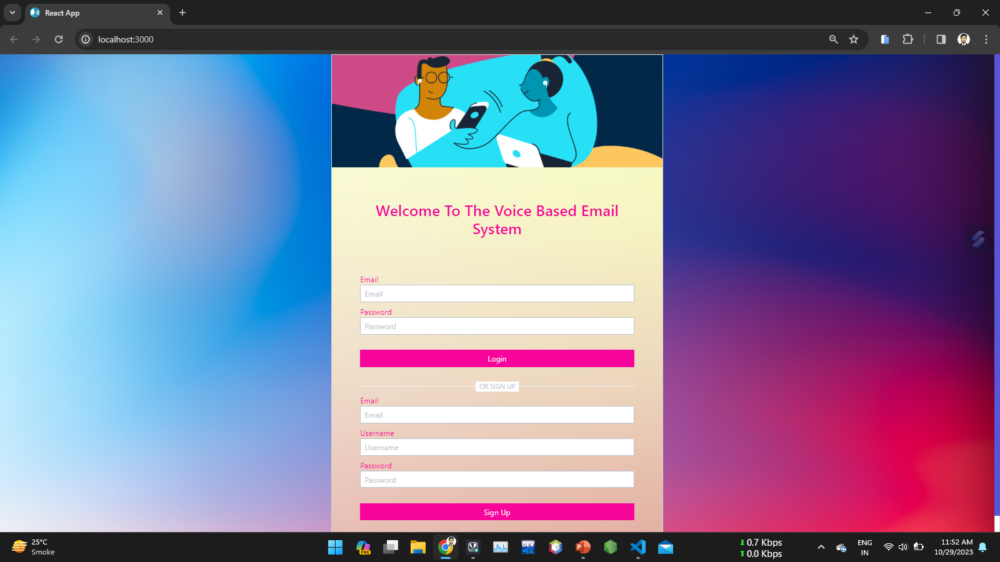 React App
localhost:3000
Welcome To The Voice Based Email
System
Email
Email
Password
Password
Login
OR SIGN UP
Email
Email
Username
Username
Password
Password
Sign Up
25°C
Smoke
PRE
DEV
P
0.7 Kbps
0.0 Kbps
ENG
IN
11:52 AM
10/29/2023